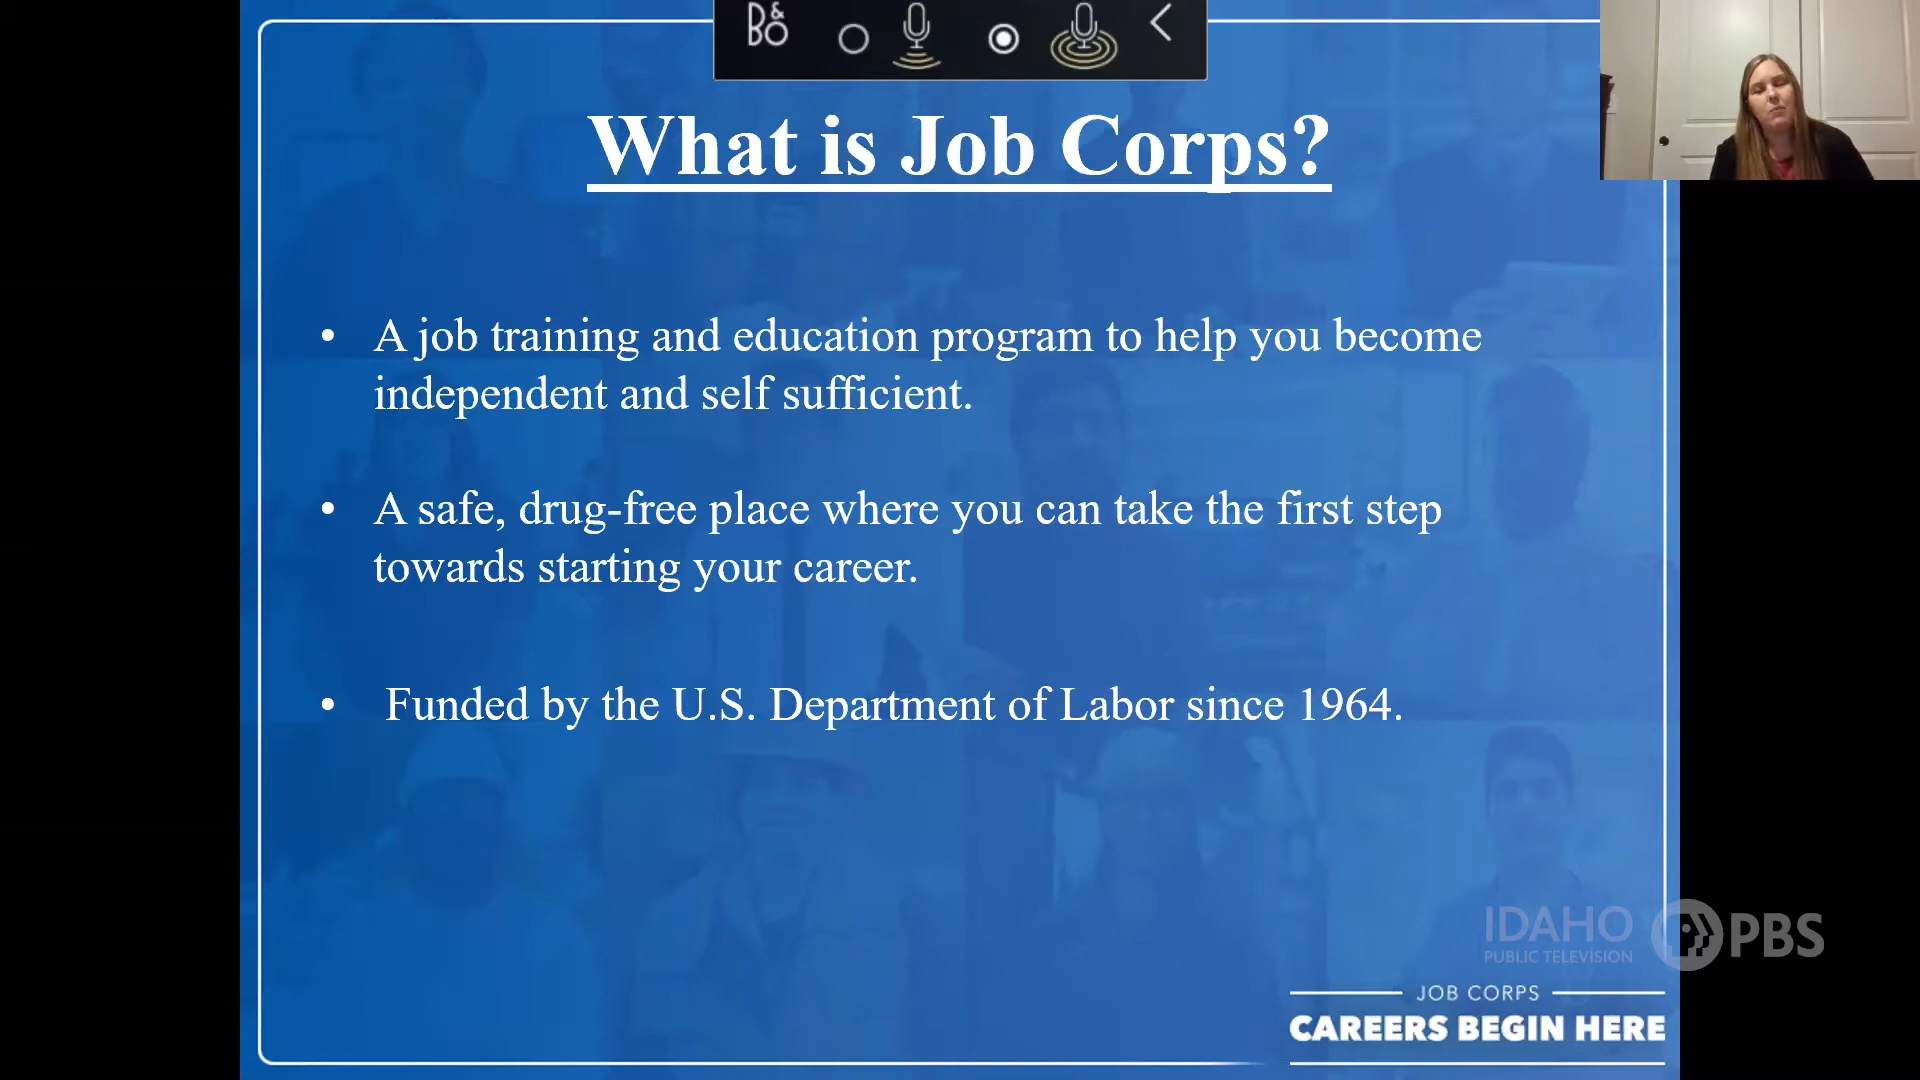 B&O
What is Job Corps?
• A job training and education program to help you become
independent and self sufficient.
• A safe, drug-free place where you can take the first step
towards starting your career.
• Funded by the U.S. Department of Labor since 1964.
IDAHO
PUBLIC TELEVISION
PBS
JOB CORPS
CAREERS BEGIN HERE